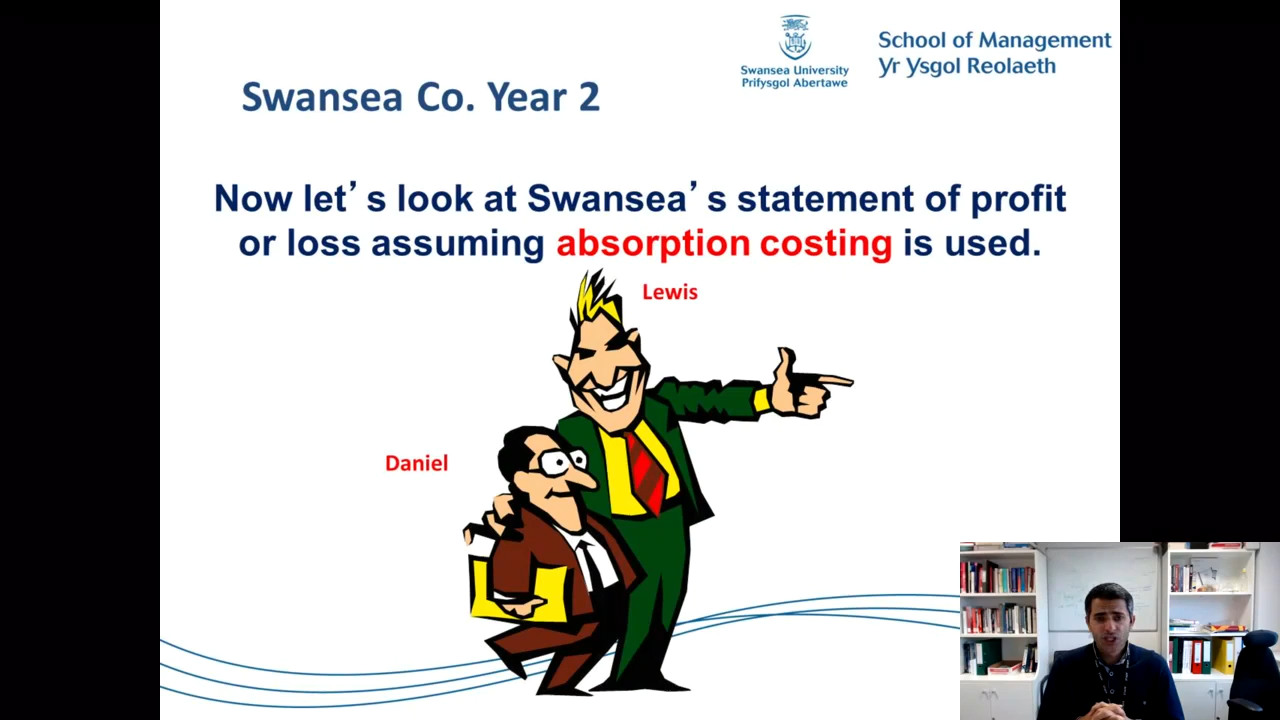 Swansea University
Prifysgol Abertawe
School of Management
Yr Ysgol Reolaeth
Swansea Co. Year 2
Now let’s look at Swansea’s statement of profit
or loss assuming absorption costing is used.
Lewis
Daniel